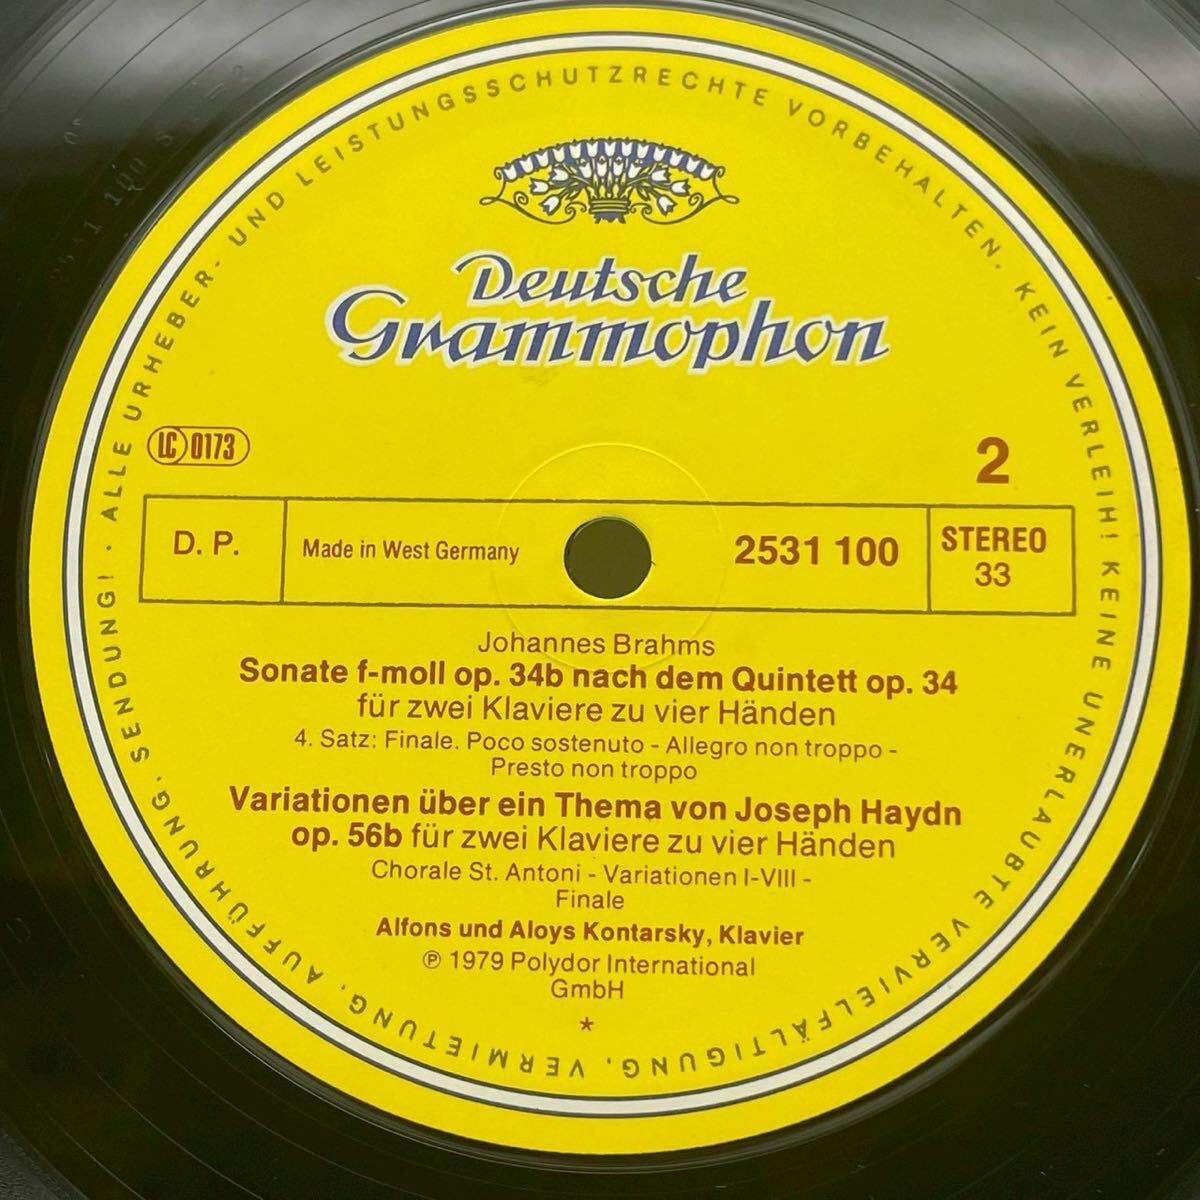 ALLE URHEBER- UND LEISTUNGSSCHUTZRECHTE VORBEHALTEN. KEIN VERLEIH! KEINE UNERLAUBTE VERVIELFÄLTIGUNG, VERMIETUNG, AUFFÜHRUNG, SENDUNG!
Deutsche
Grammophon
LC 0173
2
D. P.
Made in West Germany
2531 100
STEREO
33
Johannes Brahms
Sonate f-moll op. 34b nach dem Quintett op. 34
für zwei Klaviere zu vier Händen
4. Satz: Finale. Poco sostenuto - Allegro non troppo -
Presto non troppo
Variationen über ein Thema von Joseph Haydn
op. 56b für zwei Klaviere zu vier Händen
Chorale St. Antoni - Variationen I-VIII -
Finale
Alfons und Aloys Kontarsky, Klavier
℗ 1979 Polydor International
GmbH
*